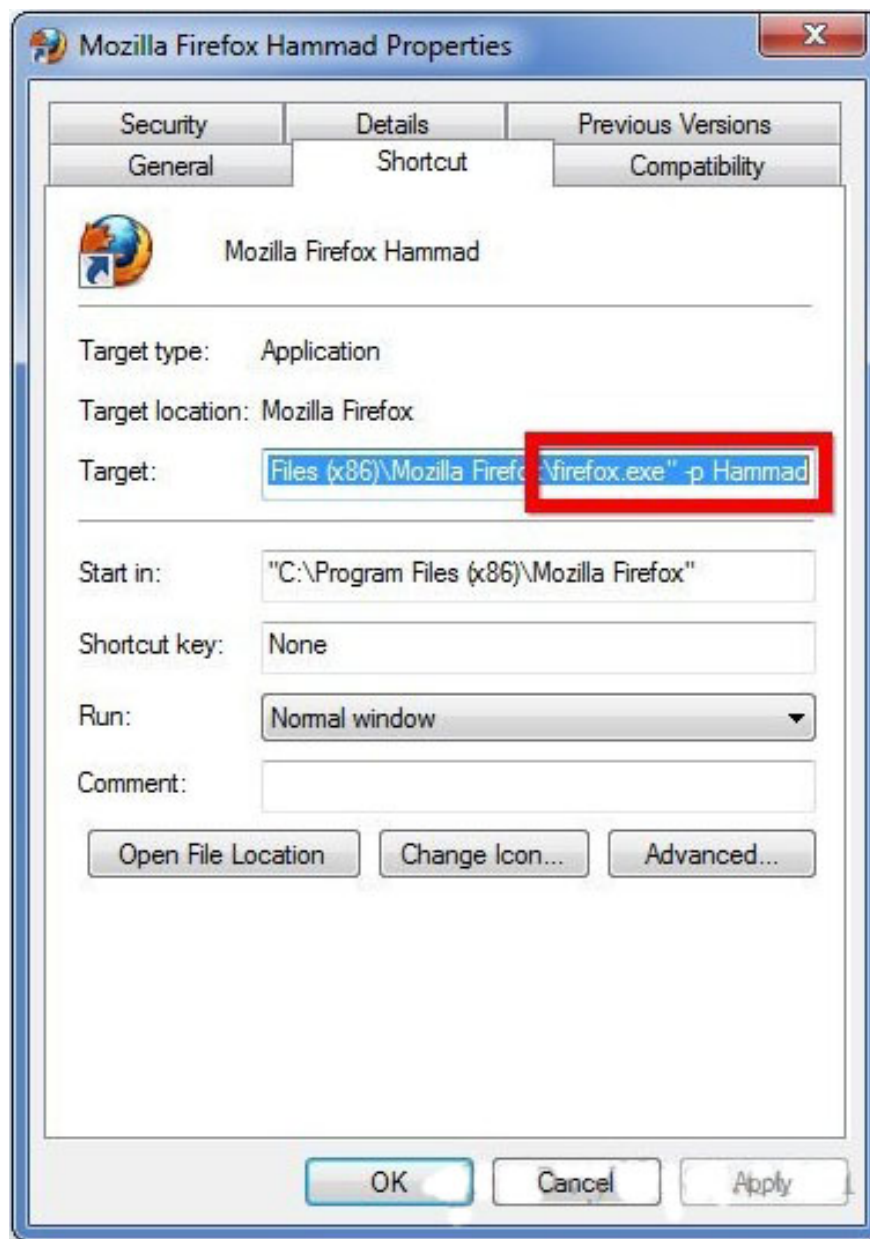 Mozilla Firefox Hammad Properties
Security Details Previous Versions
General Shortcut Compatibility
Mozilla Firefox Hammad
Target type: Application
Target location: Mozilla Firefox
Target: Files (x86)\Mozilla Firefox\firefox.exe" -p Hammad
Start in: "C:\Program Files (x86)\Mozilla Firefox"
Shortcut key: None
Run: Normal window
Comment:
Open File Location Change Icon... Advanced...
OK Cancel Apply